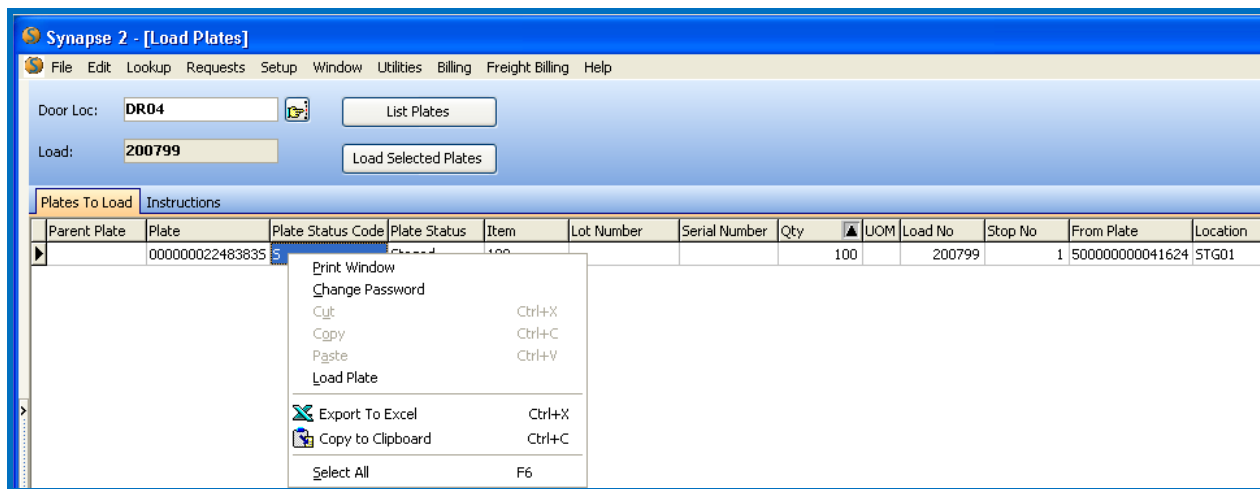 Synapse 2 - [Load Plates]
File Edit Lookup Requests Setup Window Utilities Billing Freight Billing Help
Door Loc: DR04 List Plates
Load: 200799 Load Selected Plates
Plates To Load Instructions
Parent Plate Plate Plate Status Code Plate Status Item Lot Number Serial Number Qty UOM Load No Stop No From Plate Location
000000022483835 S Staged 100 100 200799 1 500000000041624 STG01
Print Window
Change Password
Cut Ctrl+X
Copy Ctrl+C
Paste Ctrl+V
Load Plate
Export To Excel Ctrl+X
Copy to Clipboard Ctrl+C
Select All F6